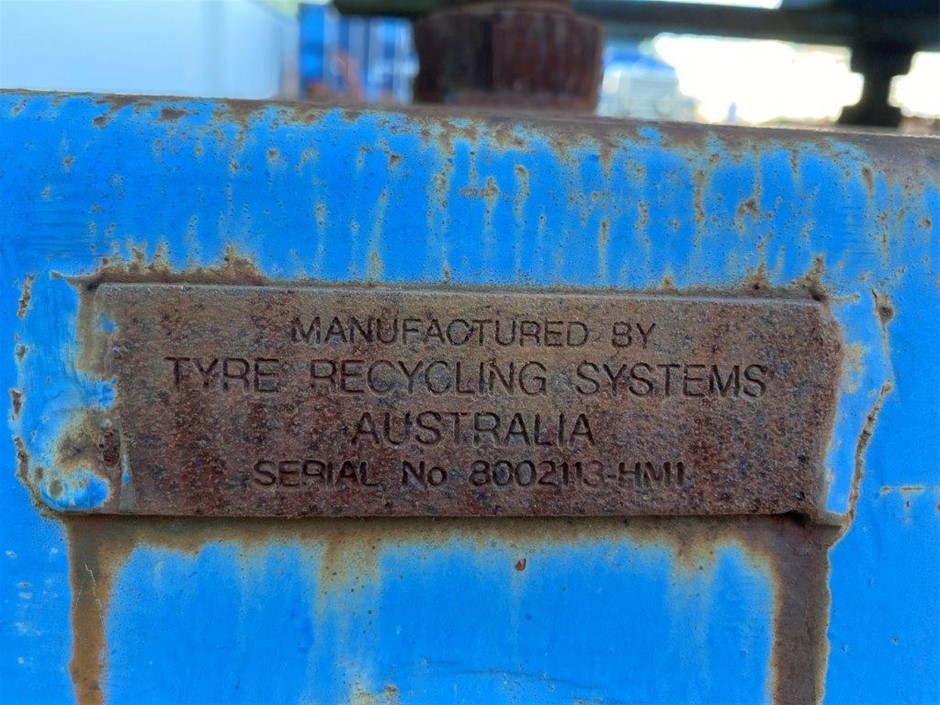 MANUFACTURED BY
TYRE RECYCLING SYSTEMS
AUSTRALIA
SERIAL No 8002113-HM1